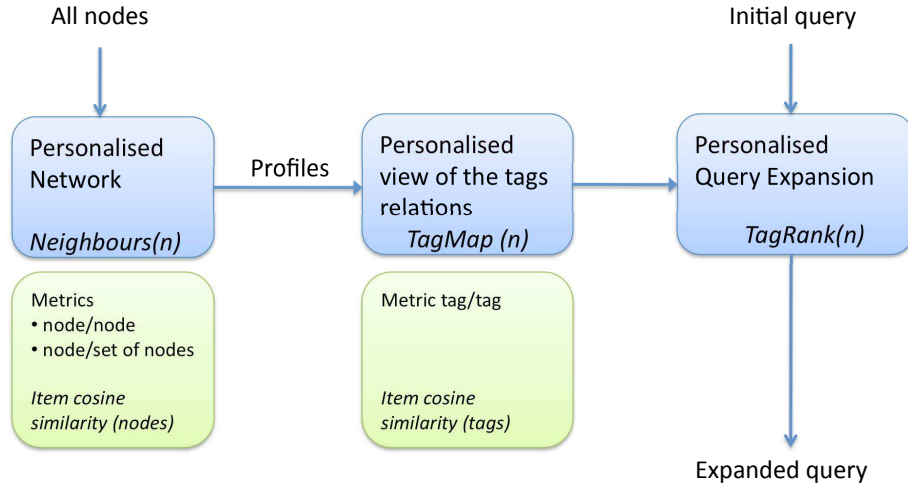 All nodes
Initial query
Personalised
Network
Neighbours(n)
Profiles
Personalised
view of the tags
relations
TagMap (n)
Personalised
Query Expansion
TagRank(n)
Metrics
• node/node
• node/set of nodes
Item cosine
similarity (nodes)
Metric tag/tag
Item cosine
similarity (tags)
Expanded query